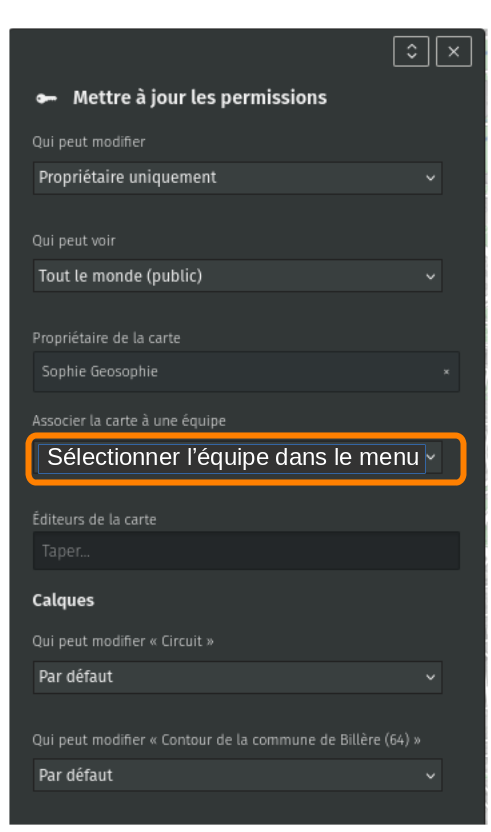 Mettre à jour les permissions
Qui peut modifier
Propriétaire uniquement
Qui peut voir
Tout le monde (public)
Propriétaire de la carte
Sophie Geosophie
×
Associer la carte à une équipe
Sélectionner l’équipe dans le menu
Éditeurs de la carte
Taper...
Calques
Qui peut modifier « Circuit »
Par défaut
Qui peut modifier « Contour de la commune de Billère (64) »
Par défaut